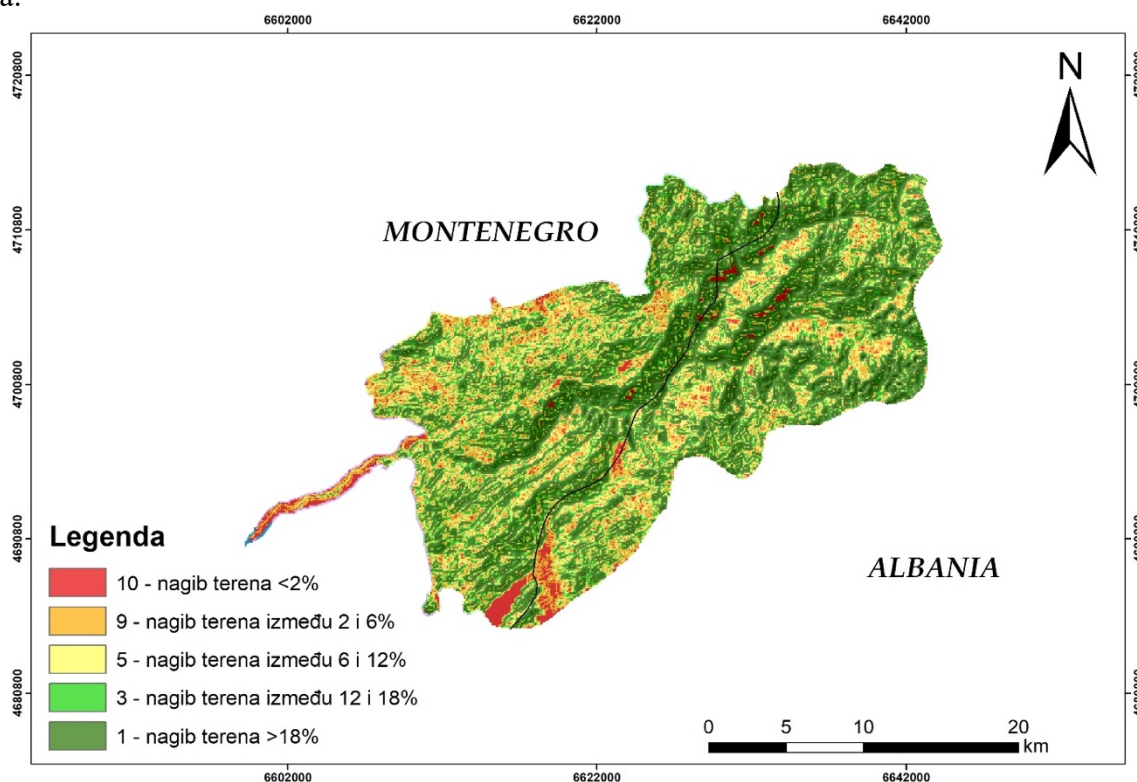 a.
6602000 6622000 6642000
4720800
N
MONTENEGRO
4710800
4700800
ALBANIA
4690800
4680800
Legenda
10 - nagib terena <2%
9 - nagib terena između 2 i 6%
5 - nagib terena između 6 i 12%
3 - nagib terena između 12 i 18%
1 - nagib terena >18%
0 5 10 20
km
6602000 6622000 6642000